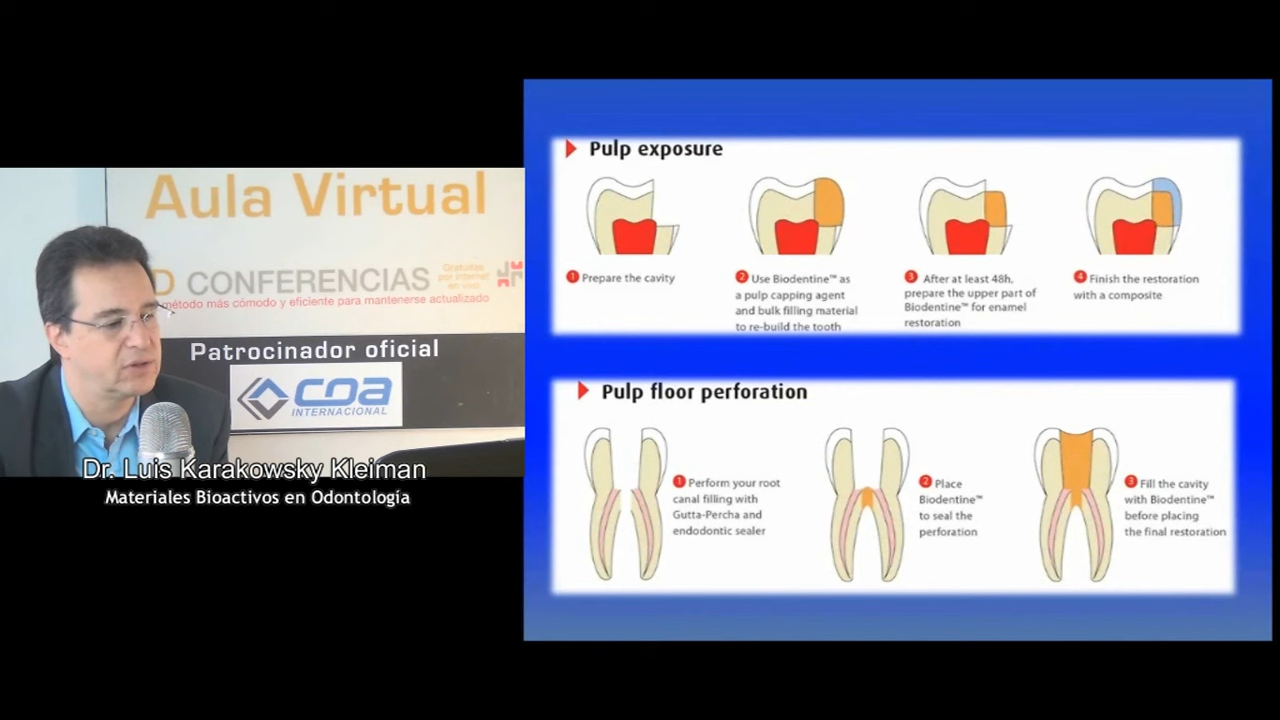 Aula Virtual
D CONFERENCIAS
Gratuitas
por internet
en vivo
método más cómodo y eficiente para mantenerse actualizado
Patrocinador oficial
coa
INTERNACIONAL
Dr. Luis Karakowsky Kleiman
Materiales Bioactivos en Odontología
Pulp exposure
1 Prepare the cavity
2 Use Biodentine™ as
a pulp capping agent
and bulk filling material
to re-build the tooth
3 After at least 48h,
prepare the upper part of
Biodentine™ for enamel
restoration
4 Finish the restoration
with a composite
Pulp floor perforation
1 Perform your root
canal filling with
Gutta-Percha and
endodontic sealer
2 Place
Biodentine™
to seal the
perforation
3 Fill the cavity
with Biodentine™
before placing
the final restoration